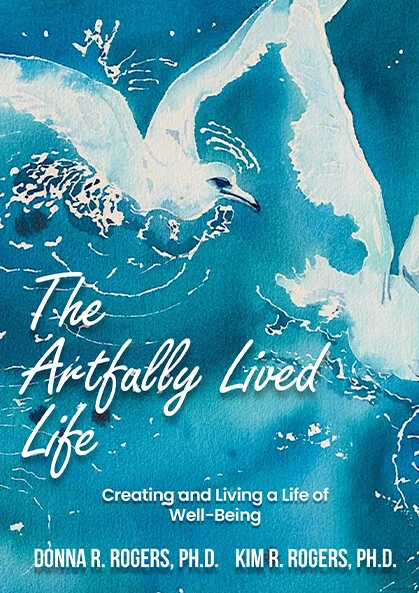 The
Artfully Lived
Life
Creating and Living a Life of
Well-Being
DONNA R. ROGERS, PH.D. KIM R. ROGERS, PH.D.